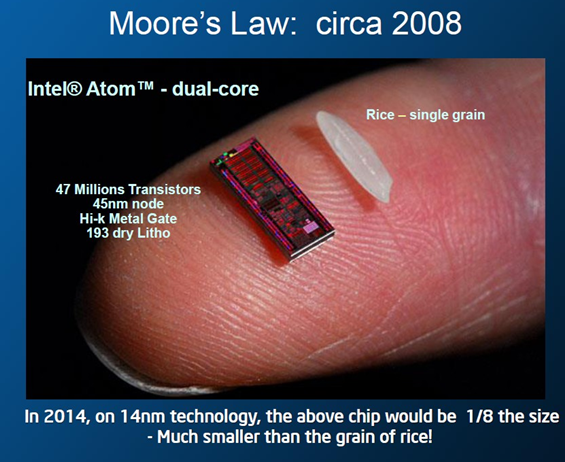 Moore's Law:  circa 2008
Intel® Atom™ - dual-core
Rice – single grain
47 Millions Transistors
45nm node
Hi-k Metal Gate
193 dry Litho
In 2014, on 14nm technology, the above chip would be  1/8 the size
- Much smaller than the grain of rice!